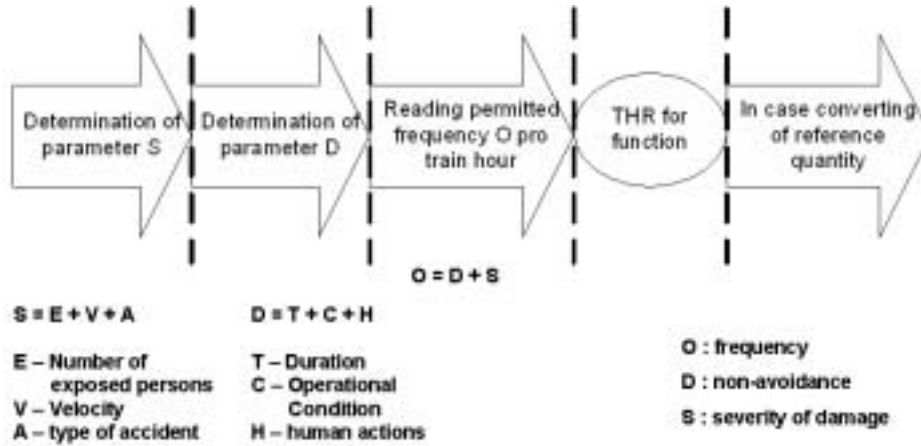 Determination of
parameter S
Determination of
parameter D
Reading permitted
frequency O pro
train hour
THR for
function
In case converting
of reference
quantity
O = D + S
S = E + V + A
E – Number of
exposed persons
V – Velocity
A – type of accident
D = T + C + H
T – Duration
C – Operational
Condition
H – human actions
O : frequency
D : non-avoidance
S : severity of damage